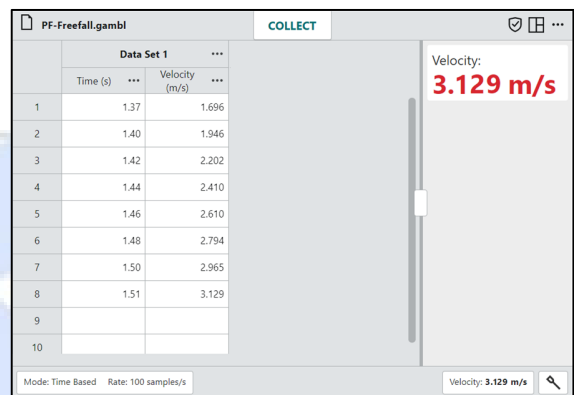 PF-Freefall.gambl
COLLECT
Data Set 1 ···
Time (s) ··· Velocity (m/s) ···
1 1.37 1.696
2 1.40 1.946
3 1.42 2.202
4 1.44 2.410
5 1.46 2.610
6 1.48 2.794
7 1.50 2.965
8 1.51 3.129
9
10
Velocity:
3.129 m/s
Mode: Time Based Rate: 100 samples/s
Velocity: 3.129 m/s